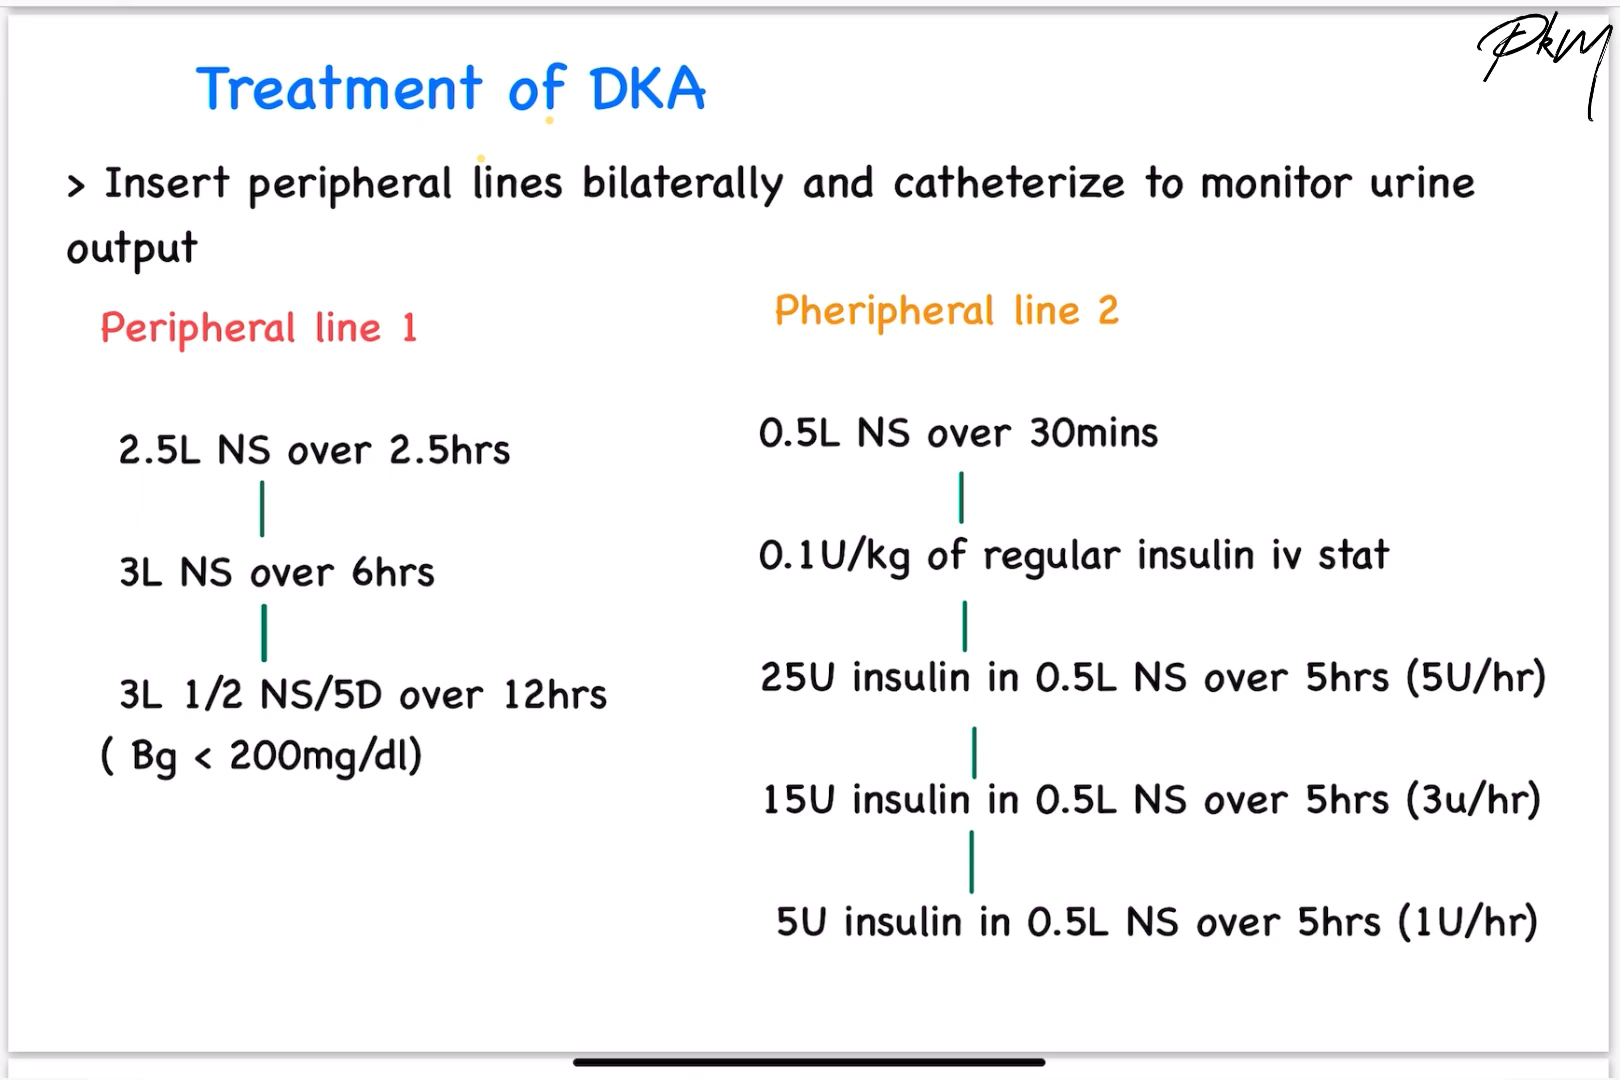 PkM
Treatment of DKA
> Insert peripheral lines bilaterally and catheterize to monitor urine
output
Peripheral line 1
2.5L NS over 2.5hrs
3L NS over 6hrs
3L 1/2 NS/5D over 12hrs
( Bg < 200mg/dl)
Pheripheral line 2
0.5L NS over 30mins
0.1U/kg of regular insulin iv stat
25U insulin in 0.5L NS over 5hrs (5U/hr)
15U insulin in 0.5L NS over 5hrs (3u/hr)
5U insulin in 0.5L NS over 5hrs (1U/hr)